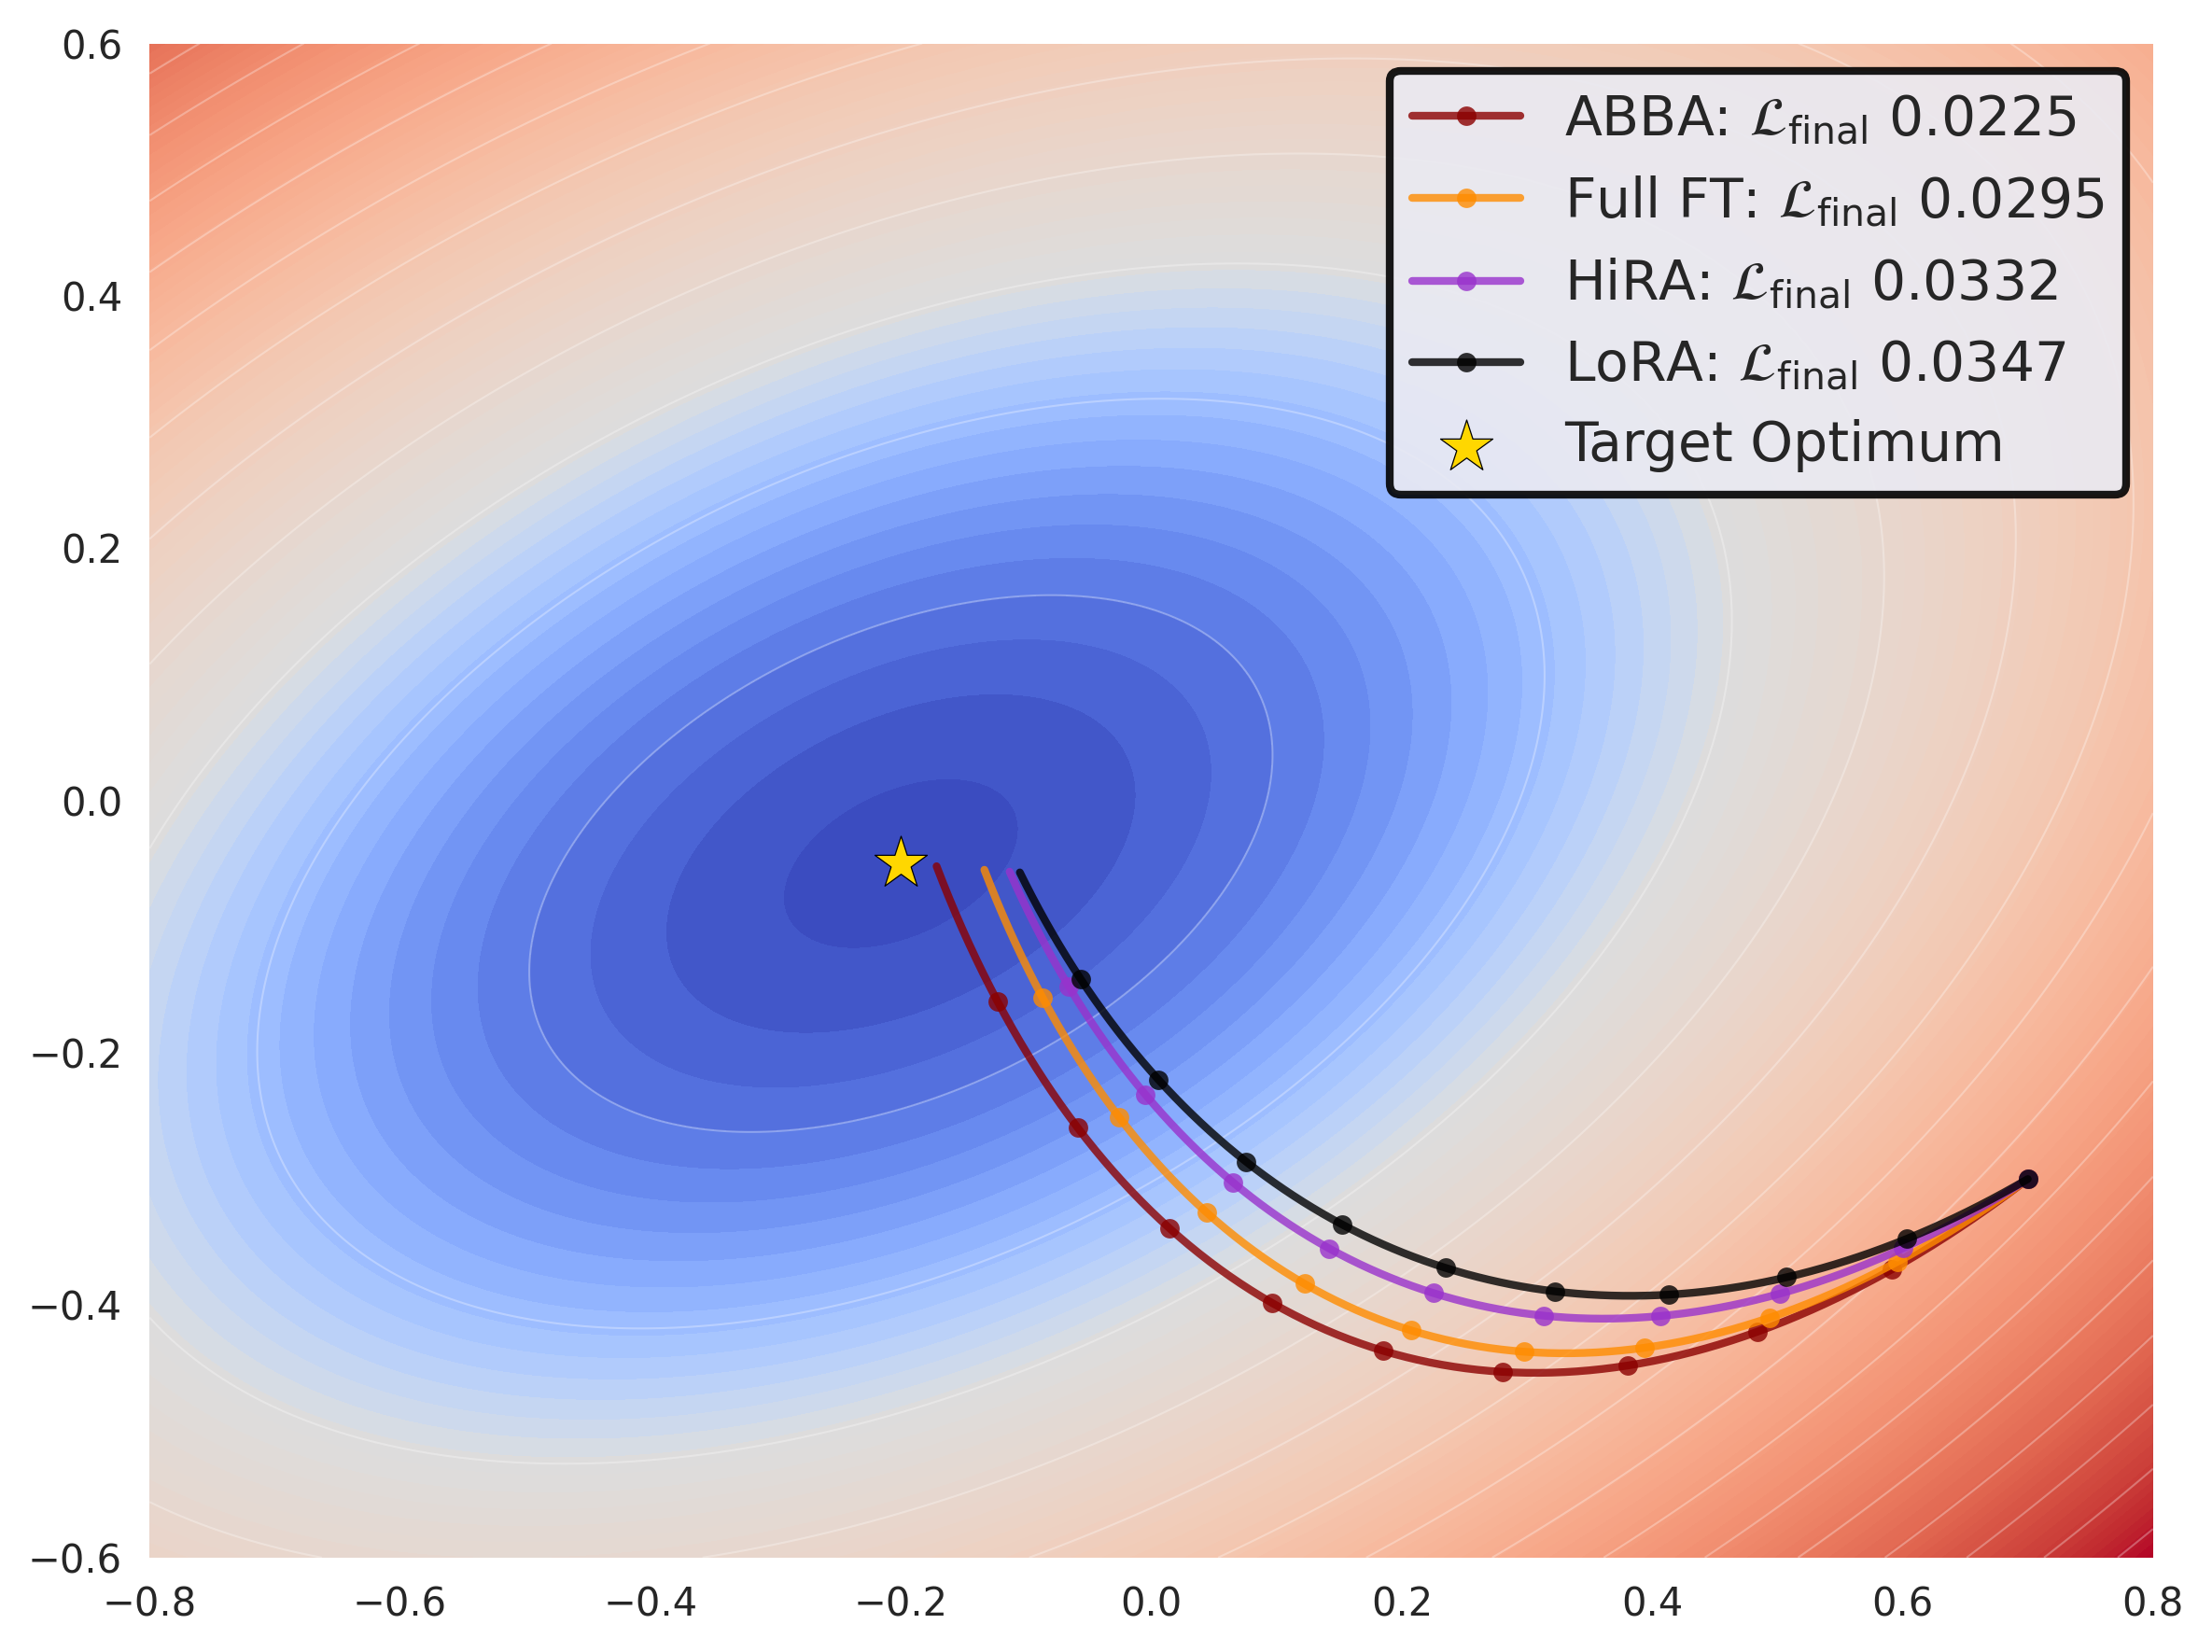 ABBA: ℒfinal 0.0225
Full FT: ℒfinal 0.0295
HiRA: ℒfinal 0.0332
LoRA: ℒfinal 0.0347
Target Optimum
0.6
0.4
0.2
0.0
−0.2
−0.4
−0.6
−0.8 −0.6 −0.4 −0.2 0.0 0.2 0.4 0.6 0.8